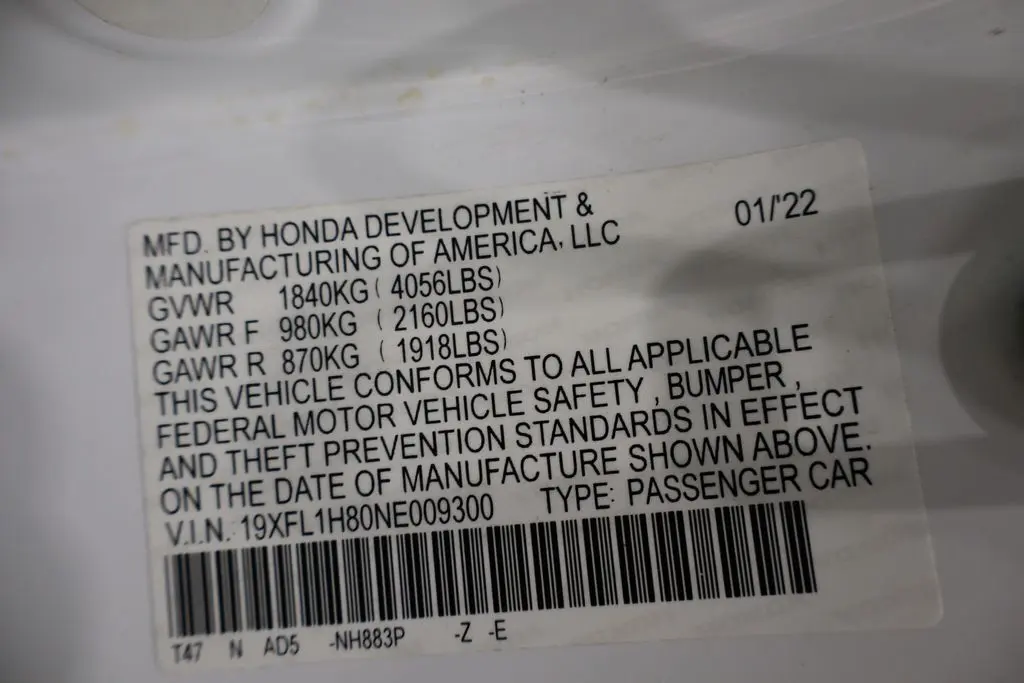 MFD. BY HONDA DEVELOPMENT &
MANUFACTURING OF AMERICA, LLC 01/'22
GVWR 1840KG ( 4056LBS)
GAWR F 980KG ( 2160LBS)
GAWR R 870KG ( 1918LBS)
THIS VEHICLE CONFORMS TO ALL APPLICABLE
FEDERAL MOTOR VEHICLE SAFETY , BUMPER ,
AND THEFT PREVENTION STANDARDS IN EFFECT
ON THE DATE OF MANUFACTURE SHOWN ABOVE.
V.I.N. 19XFL1H80NE009300 TYPE: PASSENGER CAR
T47 N AD5 -NH883P -Z -E